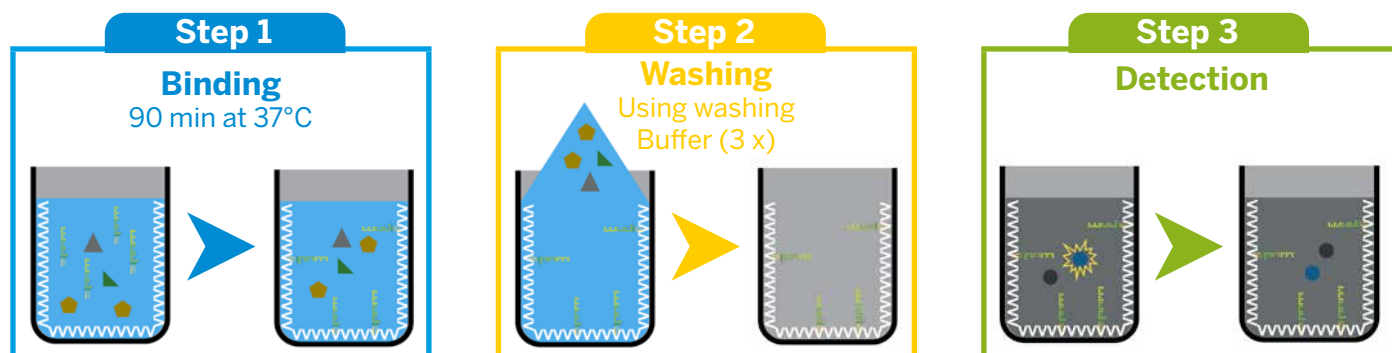 Step 1
Binding
90 min at 37°C
Step 2
Washing
Using washing
Buffer (3 x)
Step 3
Detection